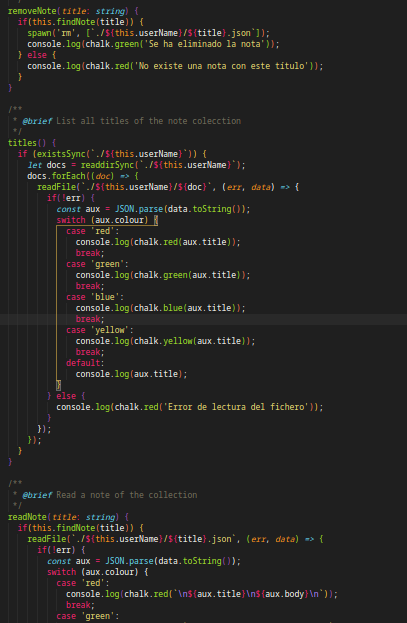 removeNote(title: string) {
if(this.findNote(title)) {
spawn('rm', [`./${this.userName}/${title}.json`]);
console.log(chalk.green('Se ha eliminado la nota'));
} else {
console.log(chalk.red('No existe una nota con este titulo'));
}
}
/**
* @brief List all titles of the note colecction
*/
titles() {
if (existsSync(`./${this.userName}`)) {
let docs = readdirSync(`./${this.userName}`);
docs.forEach((doc) => {
readFile(`./${this.userName}/${doc}`, (err, data) => {
if(!err) {
const aux = JSON.parse(data.toString());
switch (aux.colour) {
case 'red':
console.log(chalk.red(aux.title));
break;
case 'green':
console.log(chalk.green(aux.title));
break;
case 'blue':
console.log(chalk.blue(aux.title));
break;
case 'yellow':
console.log(chalk.yellow(aux.title));
break;
default:
console.log(aux.title);
}
} else {
console.log(chalk.red('Error de lectura del fichero'));
}
});
});
}
}
/**
* @brief Read a note of the collection
*/
readNote(title: string) {
if(this.findNote(title)) {
readFile(`./${this.userName}/${title}.json`, (err, data) => {
if(!err) {
const aux = JSON.parse(data.toString());
switch (aux.colour) {
case 'red':
console.log(chalk.red(`\n${aux.title}\n${aux.body}\n`));
break;
case 'green':